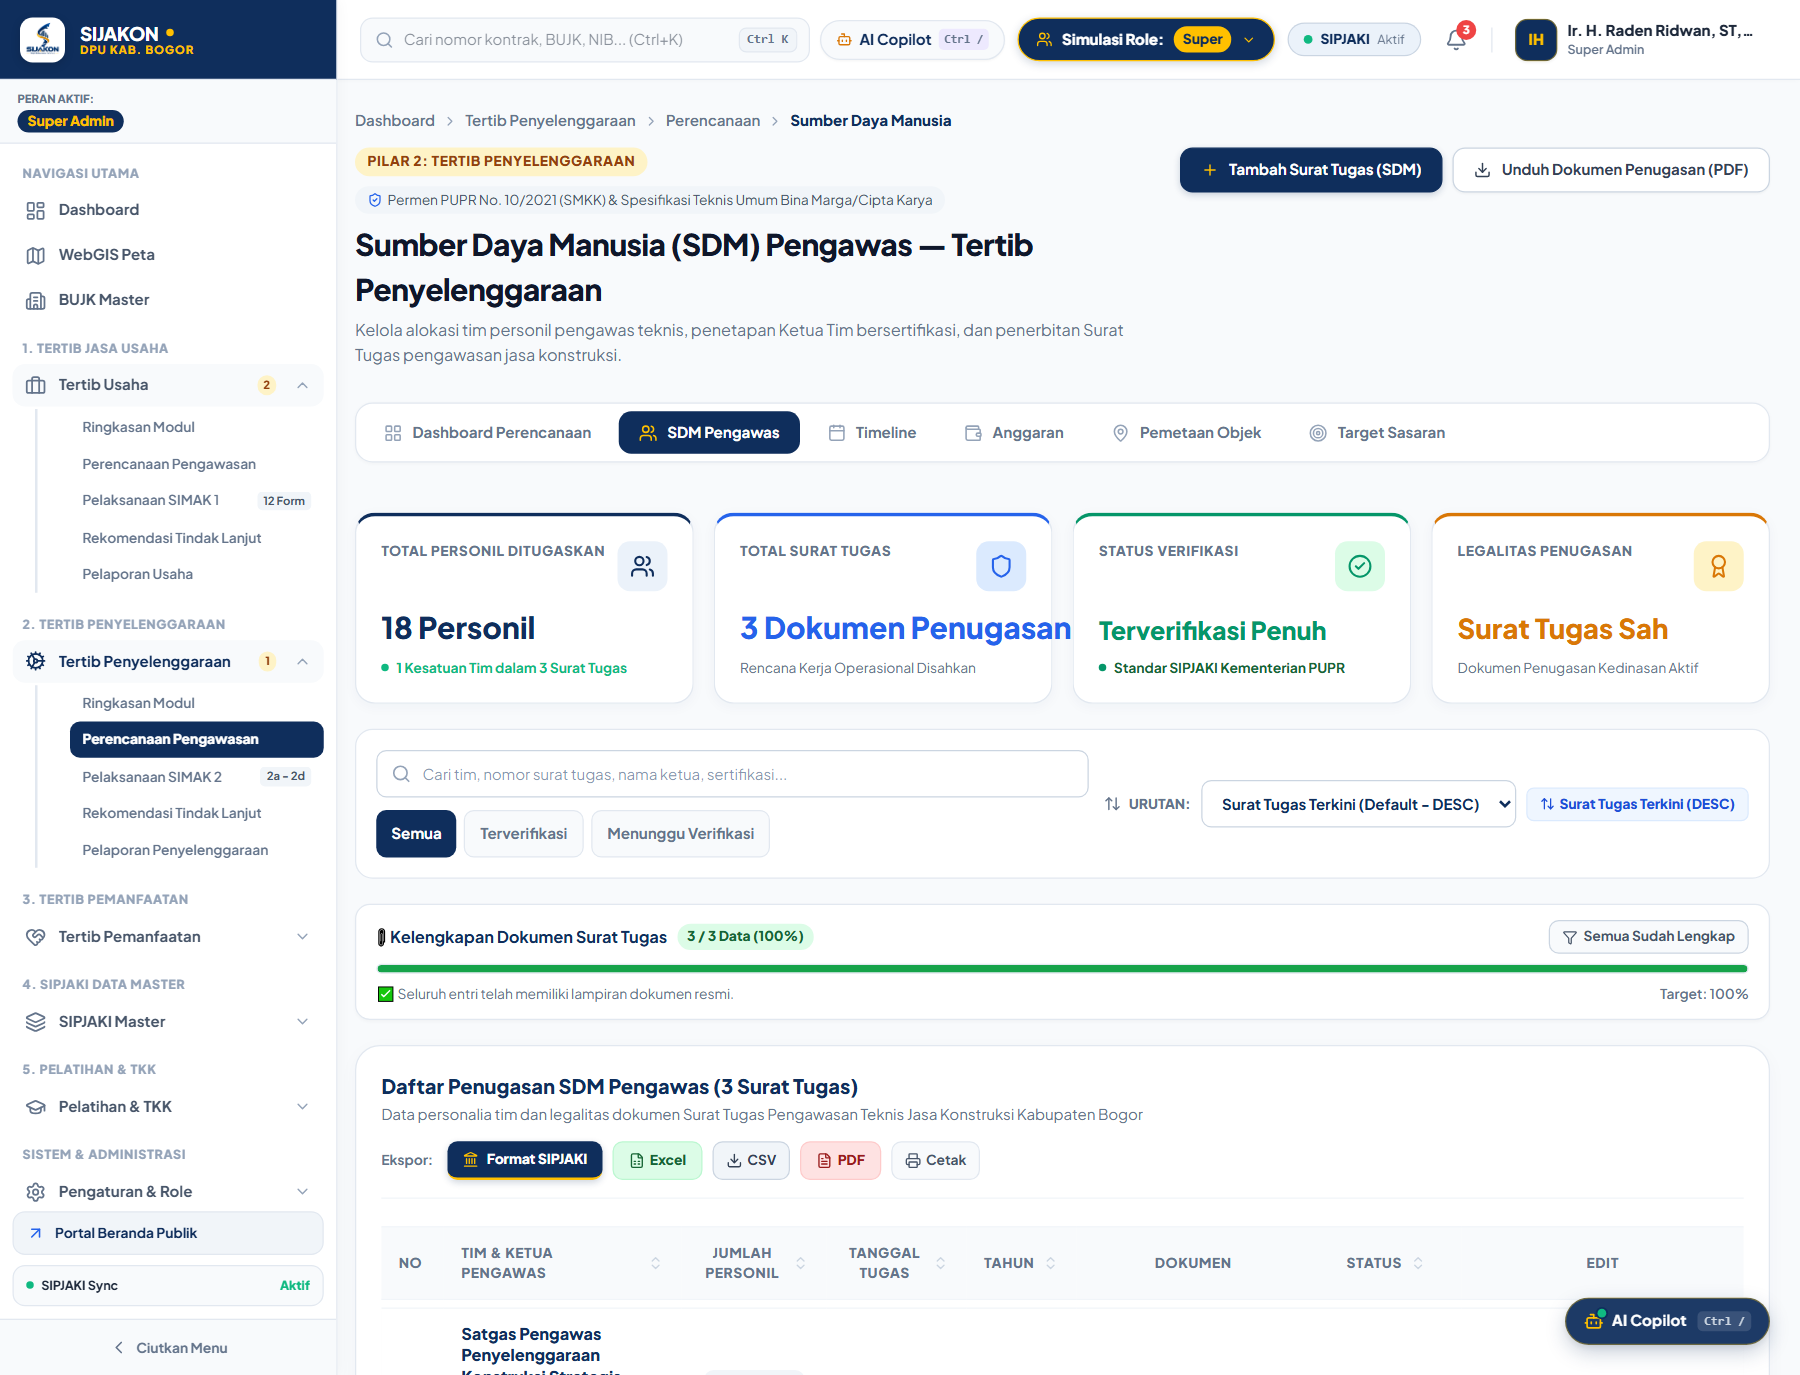 SIJAKON
DPU KAB. BOGOR
Cari nomor kontrak, BUJK, NIB... (Ctrl+K)
Ctrl K
AI Copilot
Ctrl /
Simulasi Role:
Super
SIPJAKI Aktif
3
IH
Ir. H. Raden Ridwan, ST,...
Super Admin
PERAN AKTIF:
Super Admin
NAVIGASI UTAMA
Dashboard
WebGIS Peta
BUJK Master
1. TERTIB JASA USAHA
Tertib Usaha
2
Ringkasan Modul
Perencanaan Pengawasan
Pelaksanaan SIMAK 1
12 Form
Rekomendasi Tindak Lanjut
Pelaporan Usaha
2. TERTIB PENYELENGGARAAN
Tertib Penyelenggaraan
1
Ringkasan Modul
Perencanaan Pengawasan
Pelaksanaan SIMAK 2
2a - 2d
Rekomendasi Tindak Lanjut
Pelaporan Penyelenggaraan
3. TERTIB PEMANFAATAN
Tertib Pemanfaatan
4. SIPJAKI DATA MASTER
SIPJAKI Master
5. PELATIHAN & TKK
Pelatihan & TKK
SISTEM & ADMINISTRASI
Pengaturan & Role
Portal Beranda Publik
SIPJAKI Sync
Aktif
Ciutkan Menu
Dashboard > Tertib Penyelenggaraan > Perencanaan > Sumber Daya Manusia
PILAR 2: TERTIB PENYELENGGARAAN
Permen PUPR No. 10/2021 (SMKK) & Spesifikasi Teknis Umum Bina Marga/Cipta Karya
Tambah Surat Tugas (SDM)
Unduh Dokumen Penugasan (PDF)
Sumber Daya Manusia (SDM) Pengawas — Tertib
Penyelenggaraan
Kelola alokasi tim personil pengawas teknis, penetapan Ketua Tim bersertifikasi, dan penerbitan Surat
Tugas pengawasan jasa konstruksi.
Dashboard Perencanaan
SDM Pengawas
Timeline
Anggaran
Pemetaan Objek
Target Sasaran
TOTAL PERSONIL DITUGASKAN
18 Personil
1 Kesatuan Tim dalam 3 Surat Tugas
TOTAL SURAT TUGAS
3 Dokumen Penugasan
Rencana Kerja Operasional Disahkan
STATUS VERIFIKASI
Terverifikasi Penuh
Standar SIPJAKI Kementerian PUPR
LEGALITAS PENUGASAN
Surat Tugas Sah
Dokumen Penugasan Kedinasan Aktif
Cari tim, nomor surat tugas, nama ketua, sertifikasi...
Semua
Terverifikasi
Menunggu Verifikasi
URUTAN:
Surat Tugas Terkini (Default - DESC)
Surat Tugas Terkini (DESC)
Kelengkapan Dokumen Surat Tugas
3 / 3 Data (100%)
Semua Sudah Lengkap
Seluruh entri telah memiliki lampiran dokumen resmi.
Target: 100%
Daftar Penugasan SDM Pengawas (3 Surat Tugas)
Data personalia tim dan legalitas dokumen Surat Tugas Pengawasan Teknis Jasa Konstruksi Kabupaten Bogor
Ekspor:
Format SIPJAKI
Excel
CSV
PDF
Cetak
NO
TIM & KETUA
PENGAWAS
JUMLAH
PERSONIL
TANGGAL
TUGAS
TAHUN
DOKUMEN
STATUS
EDIT
Satgas Pengawas
Penyelenggaraan
Konstruksi Strategis
AI Copilot
Ctrl /